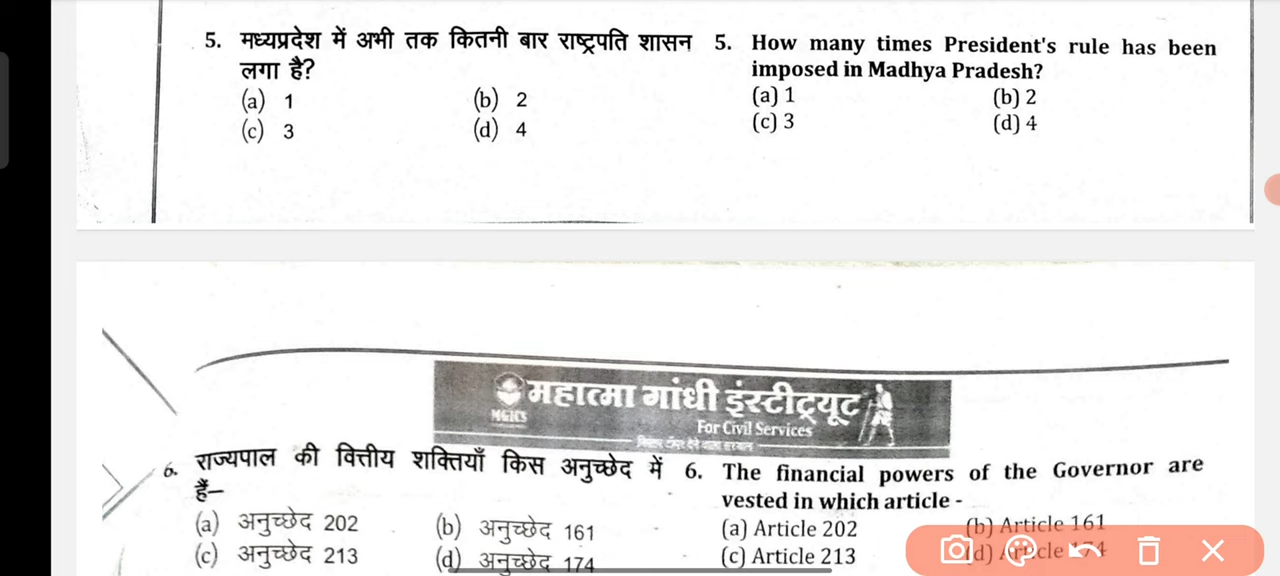 5. मध्यप्रदेश में अभी तक कितनी बार राष्ट्रपति शासन
लगा है?
(a) 1 (b) 2
(c) 3 (d) 4
5. How many times President's rule has been
imposed in Madhya Pradesh?
(a) 1 (b) 2
(c) 3 (d) 4
महात्मा गांधी इंस्टीट्रयूट
MGICS
For Civil Services
6. राज्यपाल की वित्तीय शक्तियाँ किस अनुच्छेद में
हैं–
(a) अनुच्छेद 202 (b) अनुच्छेद 161
(c) अनुच्छेद 213 (d) अनुच्छेद 174
6. The financial powers of the Governor are
vested in which article -
(a) Article 202 (b) Article 161
(c) Article 213 (d) Article 174